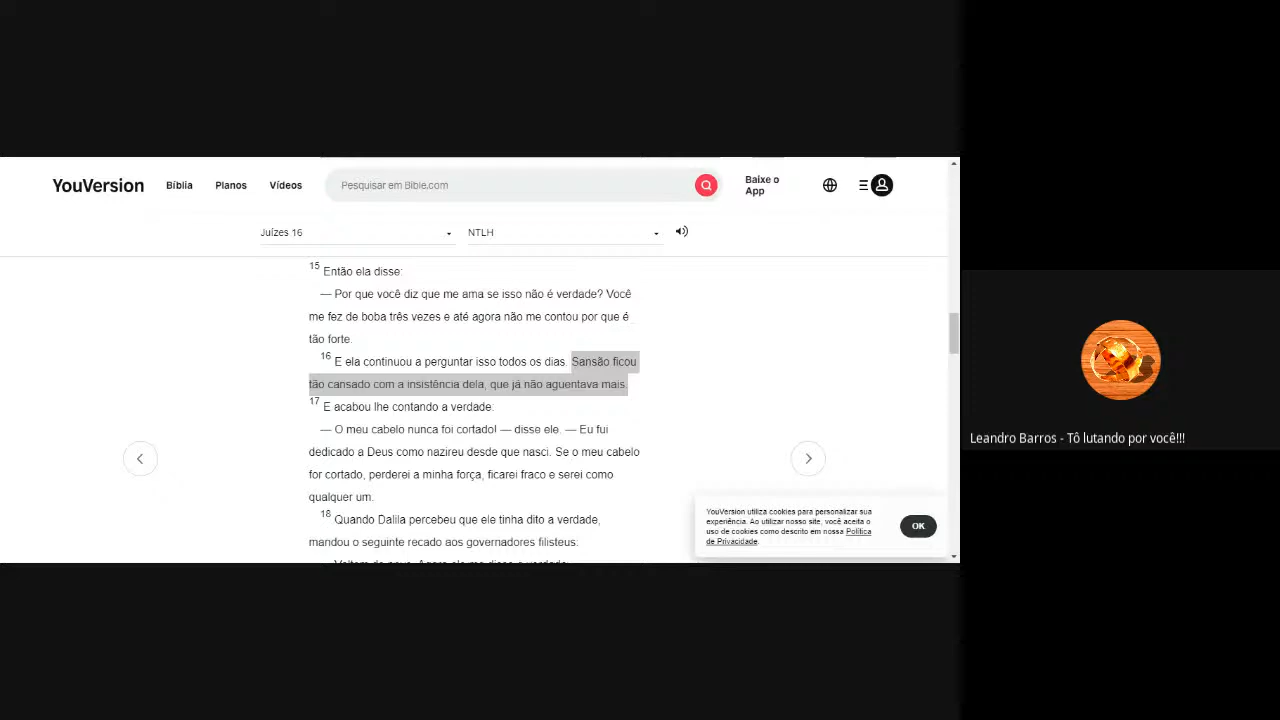 YouVersion Bíblia Planos Vídeos Pesquisar em Bible.com Baixe o App
Juízes 16 NTLH
15 Então ela disse:
— Por que você diz que me ama se isso não é verdade? Você
me fez de boba três vezes e até agora não me contou por que é
tão forte.
16 E ela continuou a perguntar isso todos os dias. Sansão ficou
tão cansado com a insistência dela, que já não aguentava mais.
17 E acabou lhe contando a verdade:
— O meu cabelo nunca foi cortado! — disse ele. — Eu fui
dedicado a Deus como nazireu desde que nasci. Se o meu cabelo
for cortado, perderei a minha força, ficarei fraco e serei como
qualquer um.
18 Quando Dalila percebeu que ele tinha dito a verdade,
mandou o seguinte recado aos governadores filisteus:
YouVersion utiliza cookies para personalizar sua
experiência. Ao utilizar nosso site, você aceita o
uso de cookies como descrito em nossa Política
de Privacidade.
OK
Leandro Barros - Tô lutando por você!!!